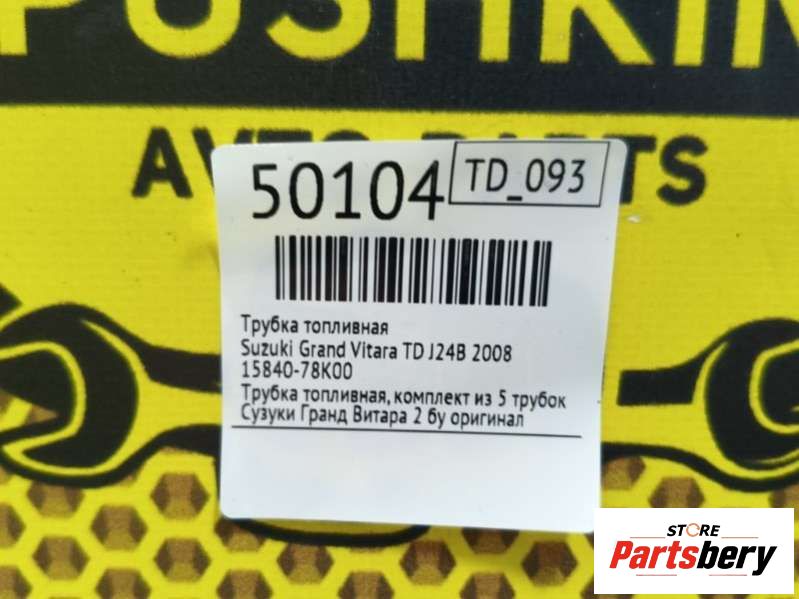 PUSHKIN
AVTO PARTS
50104
TD_093
Трубка топливная
Suzuki Grand Vitara TD J24B 2008
15840-78K00
Трубка топливная, комплект из 5 трубок
Сузуки Гранд Витара 2 бу оригинал
STORE
Partsbery